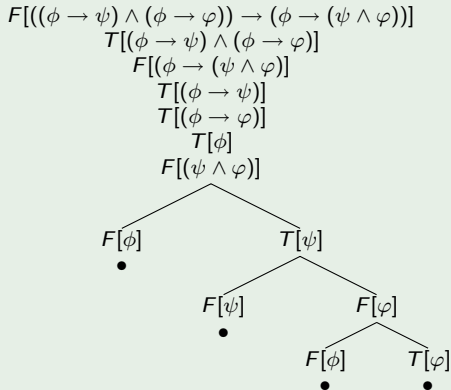 F[((ϕ → ψ) ∧ (ϕ → φ)) → (ϕ → (ψ ∧ φ))]
T[(ϕ → ψ) ∧ (ϕ → φ)]
F[(ϕ → (ψ ∧ φ)]
T[(ϕ → ψ)]
T[(ϕ → φ)]
T[ϕ]
F[(ψ ∧ φ)]
F[ϕ] T[ψ]
F[ψ] F[φ]
F[ϕ] T[φ]